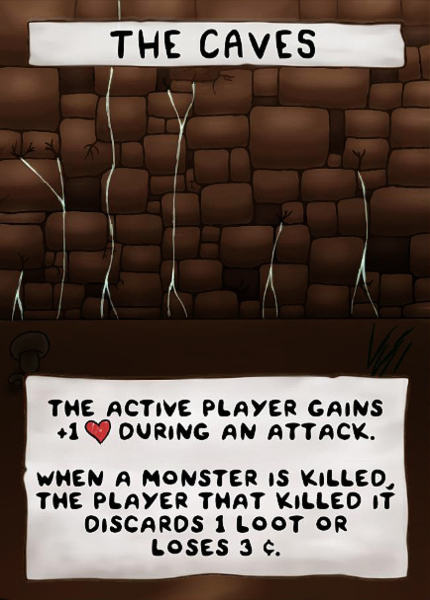 THE CAVES
THE ACTIVE PLAYER GAINS
+1 ❤ DURING AN ATTACK.
WHEN A MONSTER IS KILLED,
THE PLAYER THAT KILLED IT
DISCARDS 1 LOOT OR
LOSES 3 ¢.